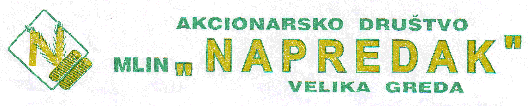 AKCIONARSKO DRUŠTVO
MLIN „NAPREDAK"
VELIKA GREDA